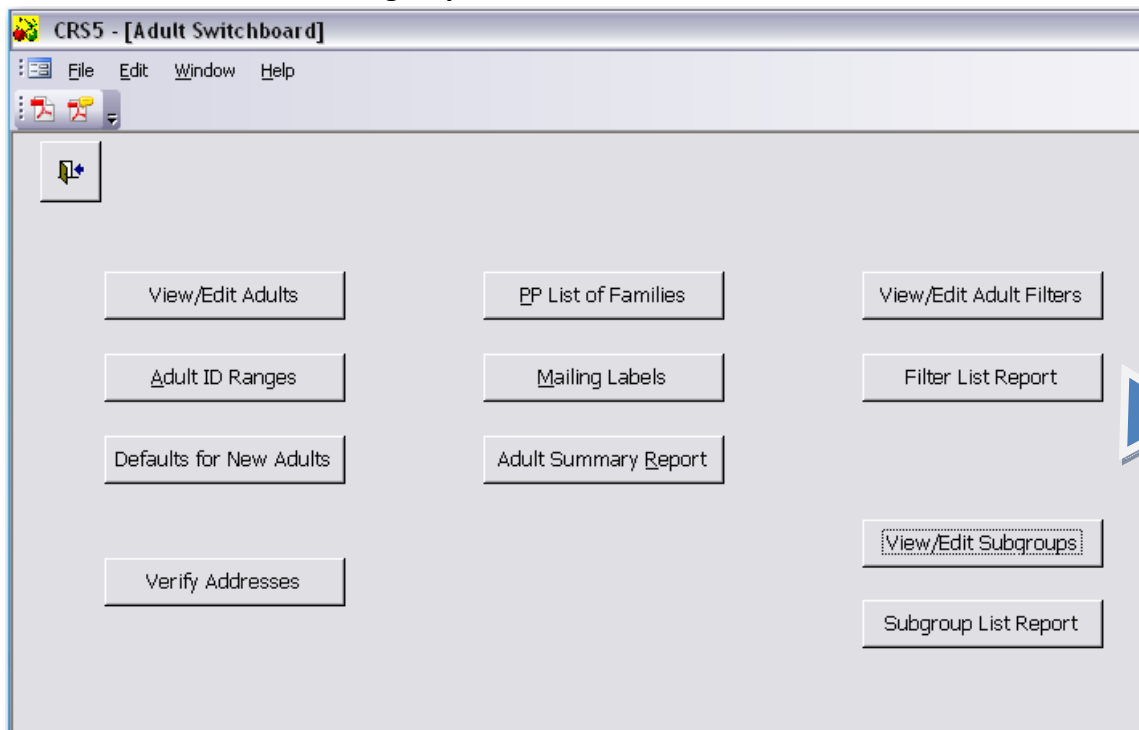 CRS5 - [Adult Switchboard]
File Edit Window Help
View/Edit Adults PP List of Families View/Edit Adult Filters
Adult ID Ranges Mailing Labels Filter List Report
Defaults for New Adults Adult Summary Report
View/Edit Subgroups
Verify Addresses
Subgroup List Report